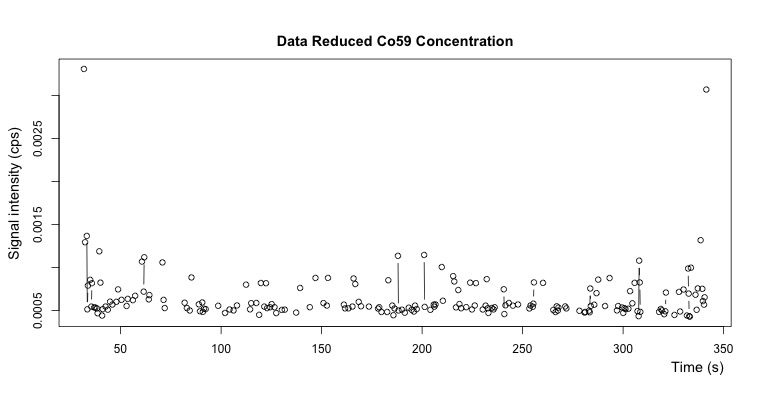 Data Reduced Co59 Concentration
Signal intensity (cps)
0.0025
0.0015
0.0005
50 100 150 200 250 300 350
Time (s)